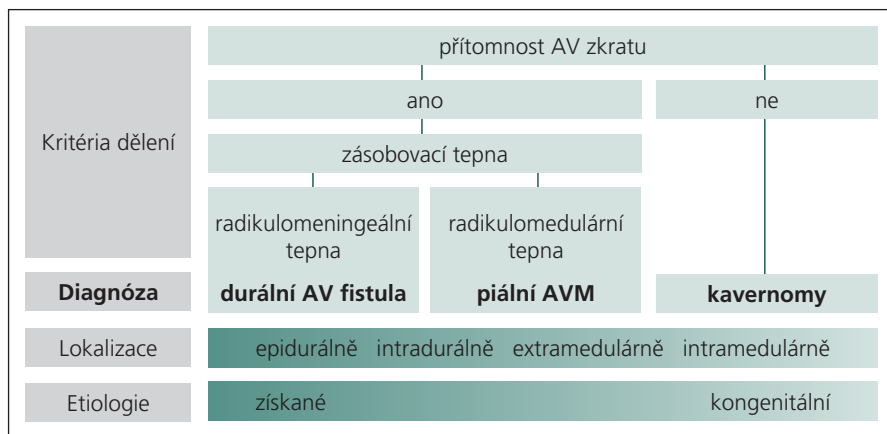 přítomnost AV zkratu
ano
ne
Kritéria dělení
zásobovací tepna
radikulomeningeální
tepna
radikulomedulární
tepna
Diagnóza
durální AV fistula
piální AVM
kavernomy
Lokalizace
epidurálně intradurálně extramedulárně intramedulárně
Etiologie
získané
kongenitální